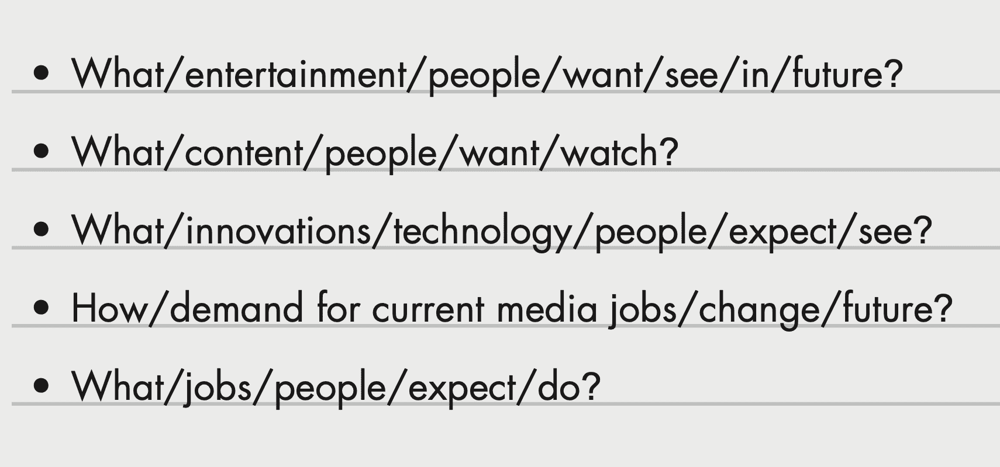 • What/entertainment/people/want/see/in/future?
• What/content/people/want/watch?
• What/innovations/technology/people/expect/see?
• How/demand for current media jobs/change/future?
• What/jobs/people/expect/do?